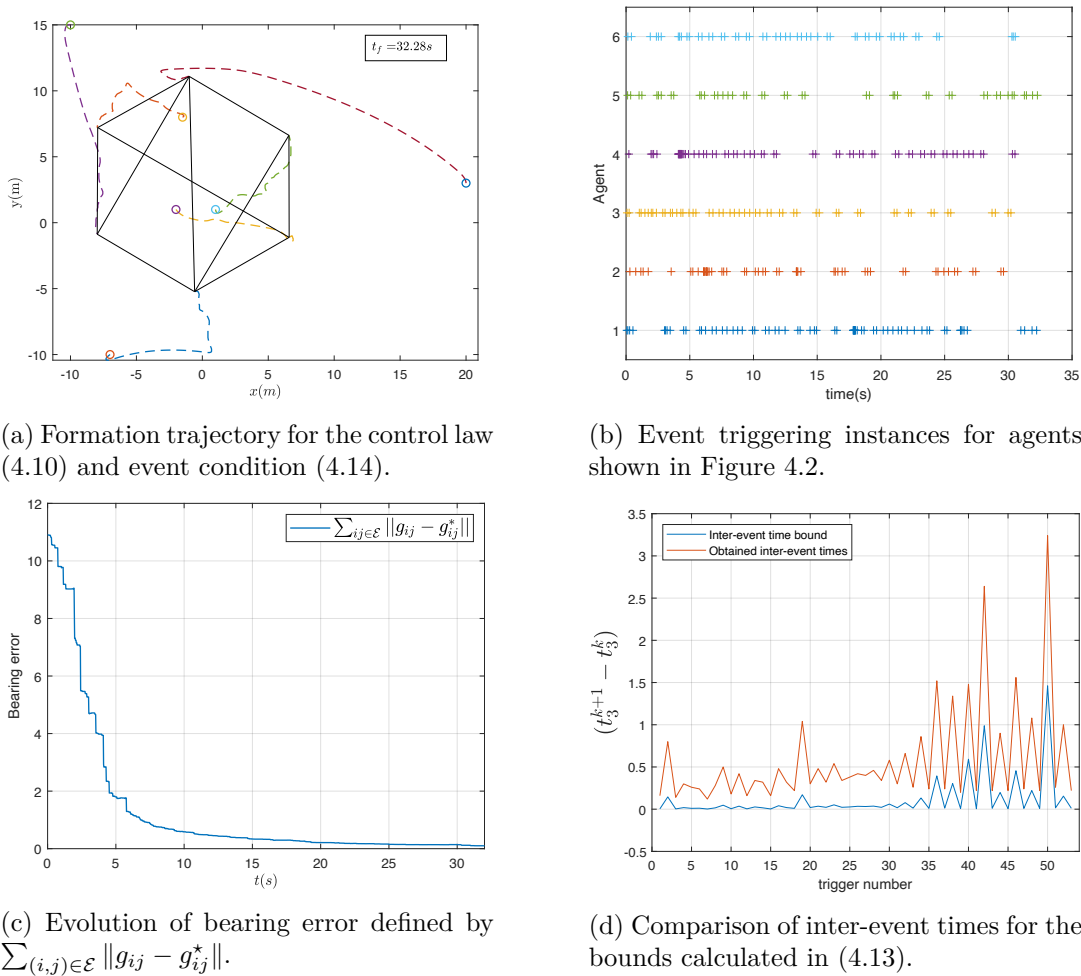 15
10
5
0
-5
-10
y(m)
-10 -5 0 5 10 15 20
x(m)
t_f=32.28s
6
5
4
3
2
1
Agent
0 5 10 15 20 25 30 35
time(s)
(a) Formation trajectory for the control law
(4.10) and event condition (4.14).
(b) Event triggering instances for agents
shown in Figure 4.2.
12
10
8
6
4
2
0
Bearing error
0 5 10 15 20 25 30
t(s)
∑_{ij∈ℰ} ||g_{ij} − g*_{ij}||
3.5
3
2.5
2
1.5
1
0.5
0
-0.5
(t_3^{k+1} − t_3^k)
0 5 10 15 20 25 30 35 40 45 50
trigger number
Inter-event time bound
Obtained inter-event times
(c) Evolution of bearing error defined by
∑_{(i,j)∈ℰ} ‖g_{ij} − g⋆_{ij}‖.
(d) Comparison of inter-event times for the
bounds calculated in (4.13).